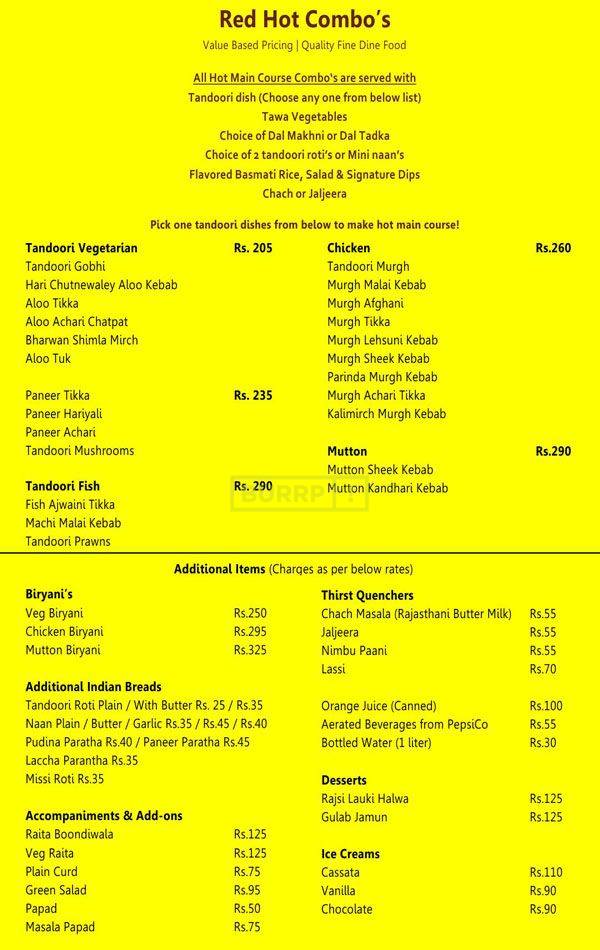 Red Hot Combo's
Value Based Pricing | Quality Fine Dine Food
All Hot Main Course Combo's are served with
Tandoori dish (Choose any one from below list)
Tawa Vegetables
Choice of Dal Makhni or Dal Tadka
Choice of 2 tandoori roti's or Mini naan's
Flavored Basmati Rice, Salad & Signature Dips
Chach or Jaljeera
Pick one tandoori dishes from below to make hot main course!
Tandoori Vegetarian Rs. 205
Tandoori Gobhi
Hari Chutnewaley Aloo Kebab
Aloo Tikka
Aloo Achari Chatpat
Bharwan Shimla Mirch
Aloo Tuk
Paneer Tikka Rs. 235
Paneer Hariyali
Paneer Achari
Tandoori Mushrooms
Tandoori Fish Rs. 290
Fish Ajwaini Tikka
Machi Malai Kebab
Tandoori Prawns
Chicken Rs.260
Tandoori Murgh
Murgh Malai Kebab
Murgh Afghani
Murgh Tikka
Murgh Lehsuni Kebab
Murgh Sheek Kebab
Parinda Murgh Kebab
Murgh Achari Tikka
Kalimirch Murgh Kebab
Mutton Rs.290
Mutton Sheek Kebab
Mutton Kandhari Kebab
BURRP!
Additional Items (Charges as per below rates)
Biryani's
Veg Biryani Rs.250
Chicken Biryani Rs.295
Mutton Biryani Rs.325
Additional Indian Breads
Tandoori Roti Plain / With Butter Rs. 25 / Rs.35
Naan Plain / Butter / Garlic Rs.35 / Rs.45 / Rs.40
Pudina Paratha Rs.40 / Paneer Paratha Rs.45
Laccha Parantha Rs.35
Missi Roti Rs.35
Accompaniments & Add-ons
Raita Boondiwala Rs.125
Veg Raita Rs.125
Plain Curd Rs.75
Green Salad Rs.95
Papad Rs.50
Masala Papad Rs.75
Thirst Quenchers
Chach Masala (Rajasthani Butter Milk) Rs.55
Jaljeera Rs.55
Nimbu Paani Rs.55
Lassi Rs.70
Orange Juice (Canned) Rs.100
Aerated Beverages from PepsiCo Rs.55
Bottled Water (1 liter) Rs.30
Desserts
Rajsi Lauki Halwa Rs.125
Gulab Jamun Rs.125
Ice Creams
Cassata Rs.110
Vanilla Rs.90
Chocolate Rs.90